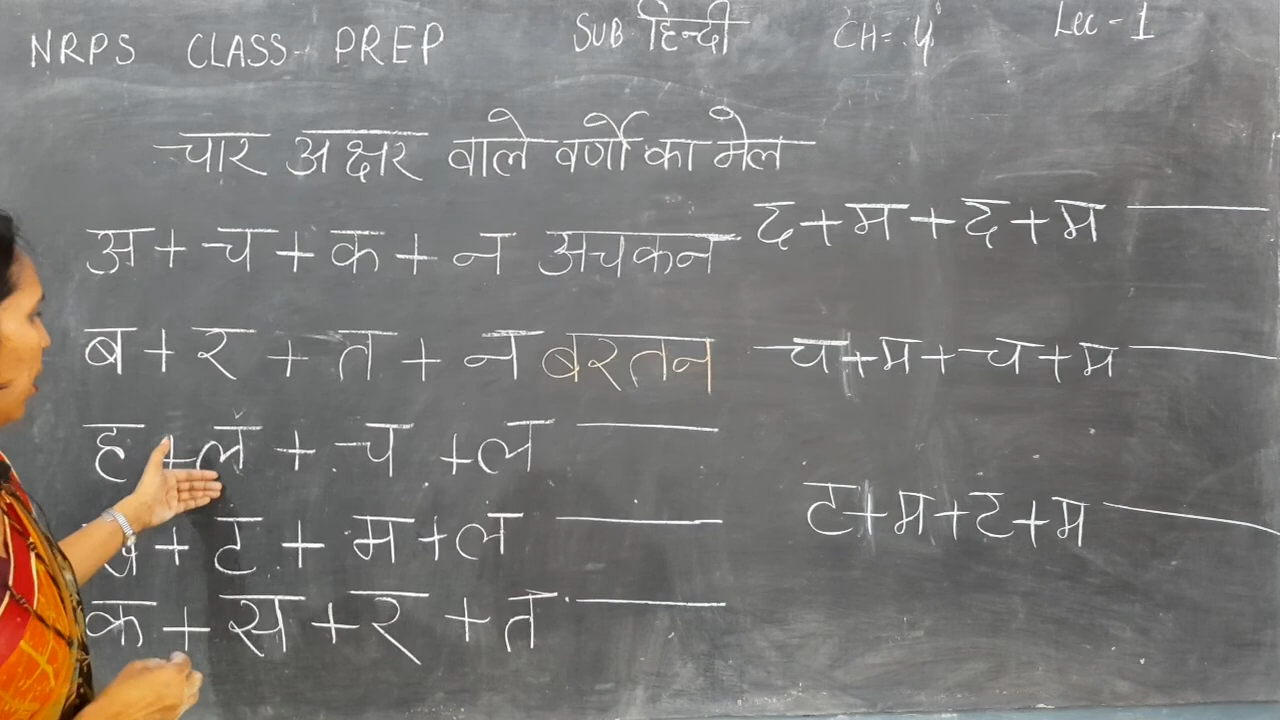 NRPS CLASS- PREP SUB हिन्दी CH= 4 Lec-1
चार अक्षर वाले वर्णों का मेल
अ+च+क+न अचकन
ब+र+त+न बरतन
ह+लॅ+च+ल
+ट+म+ल
क+स+र+त
द+म+द+म
च+म+च+म
ट+म+ट+म